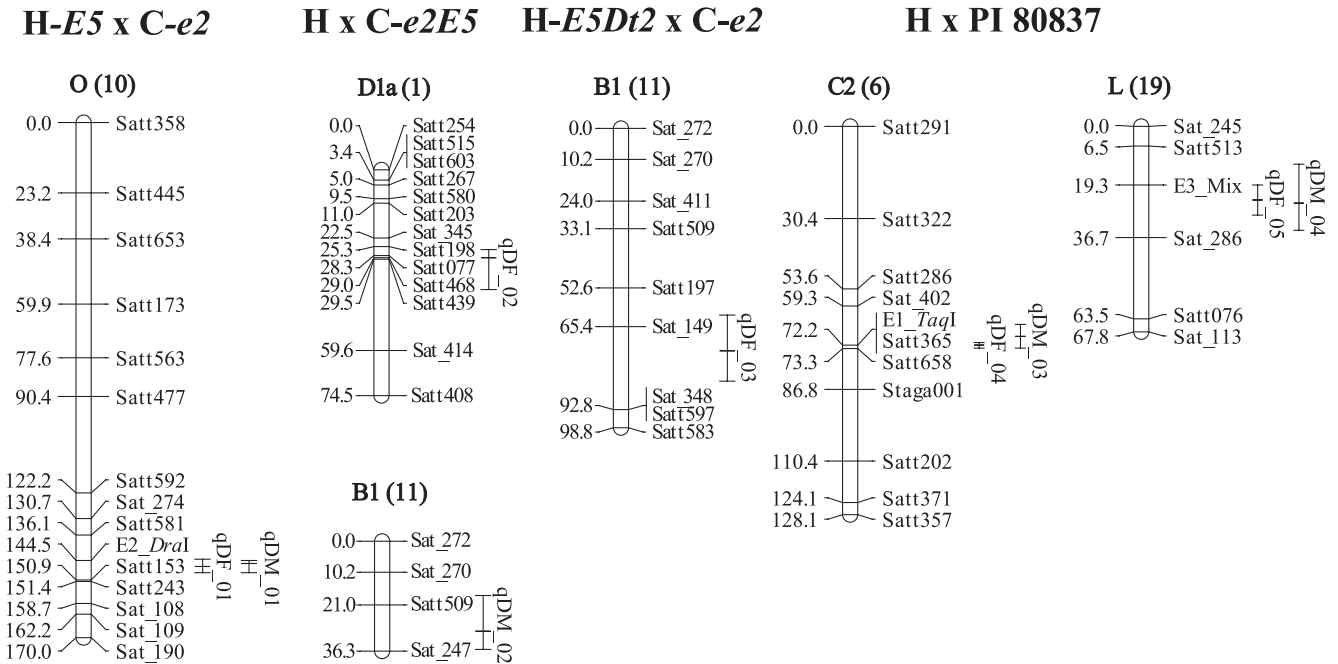 H-E5 x C-e2
H x C-e2E5
H-E5Dt2 x C-e2
H x PI 80837
O (10)
0.0 Satt358
23.2 Satt445
38.4 Satt653
59.9 Satt173
77.6 Satt563
90.4 Satt477
122.2 Satt592
130.7 Sat_274
136.1 Satt581
144.5 E2_DraI
150.9 Satt153
151.4 Satt243
158.7 Sat_108
162.2 Sat_109
170.0 Sat_190
qDF_01
qDM_01
D1a (1)
0.0 Satt254
3.4 Satt515
Satt603
5.0 Satt267
9.5 Satt580
11.0 Satt203
22.5 Sat_345
25.3 Satt198
28.3 Satt077
29.0 Satt468
29.5 Satt439
59.6 Sat_414
74.5 Satt408
qDF_02
B1 (11)
0.0 Sat_272
10.2 Sat_270
21.0 Satt509
36.3 Sat_247
qDM_02
B1 (11)
0.0 Sat_272
10.2 Sat_270
24.0 Sat_411
33.1 Satt509
52.6 Satt197
65.4 Sat_149
92.8 Sat_348
Satt597
98.8 Satt583
qDF_03
C2 (6)
0.0 Satt291
30.4 Satt322
53.6 Satt286
59.3 Sat_402
72.2 E1_TaqI
Satt365
73.3 Satt658
86.8 Staga001
110.4 Satt202
124.1 Satt371
128.1 Satt357
qDF_04
qDM_03
L (19)
0.0 Sat_245
6.5 Satt513
19.3 E3_Mix
36.7 Sat_286
63.5 Satt076
67.8 Sat_113
qDF_05
qDM_04